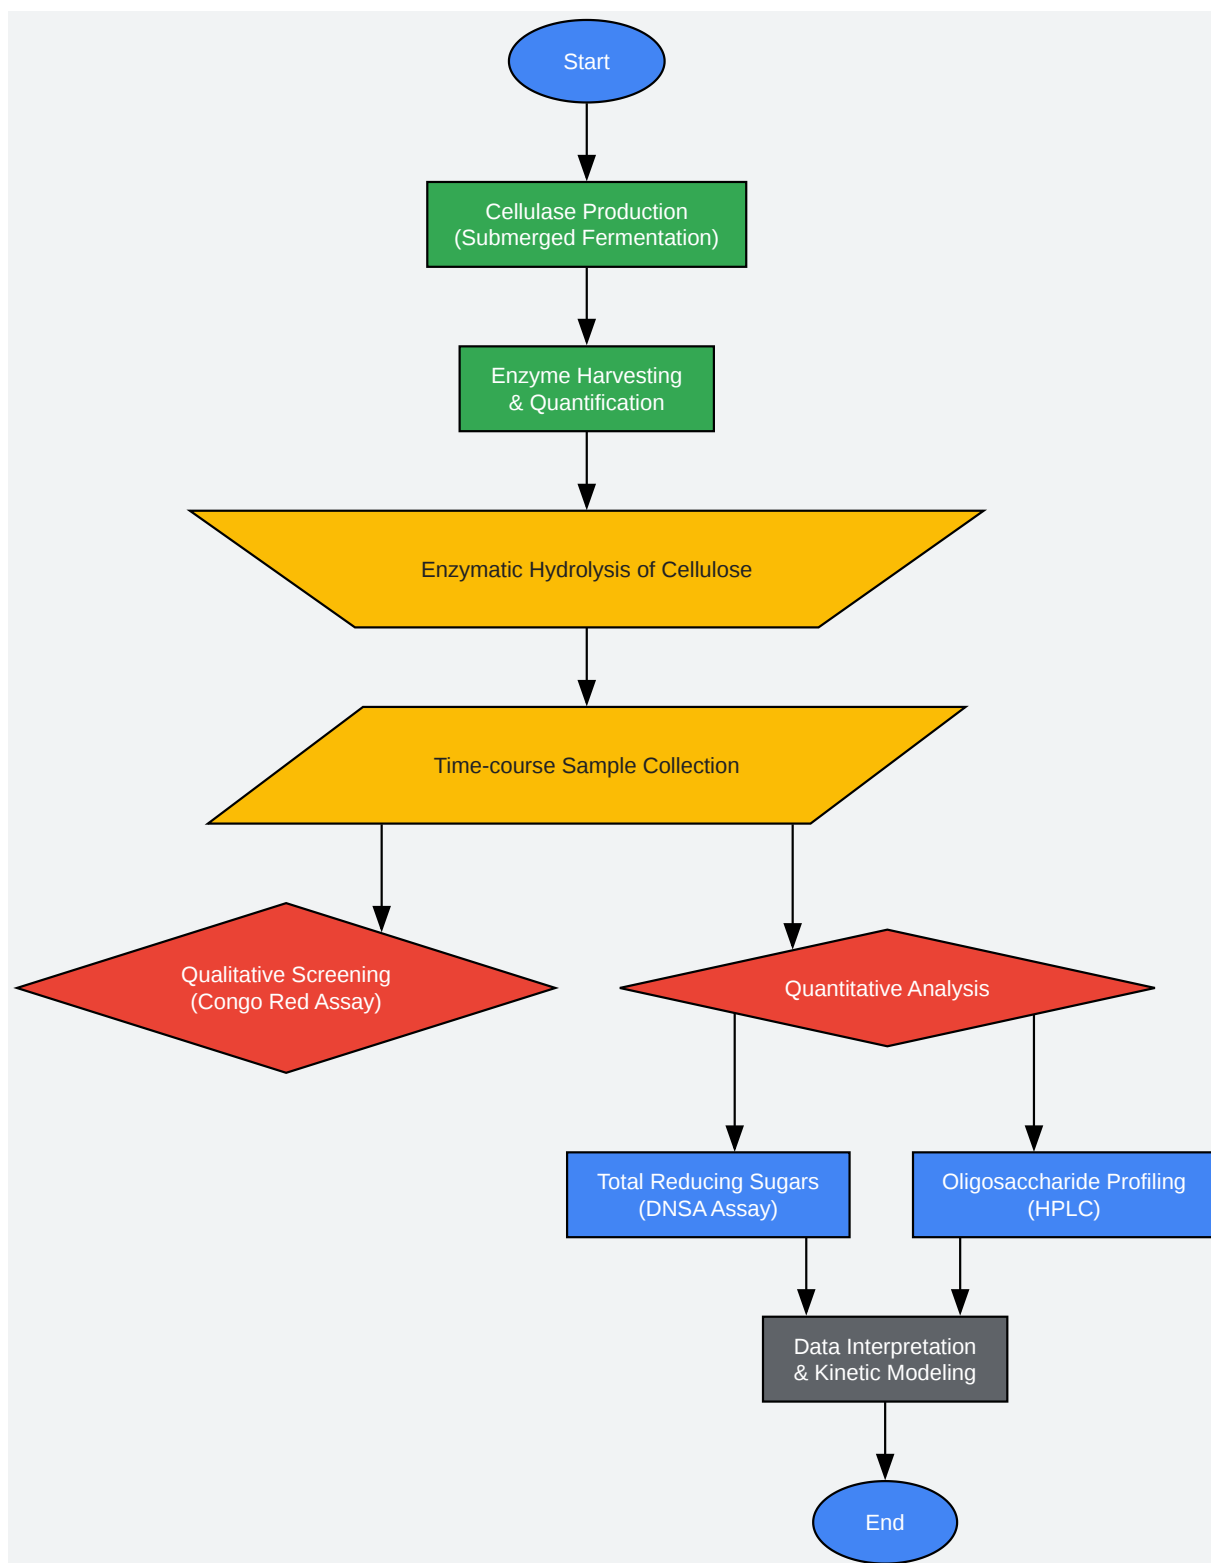 Start
Cellulase Production
(Submerged Fermentation)
Enzyme Harvesting
& Quantification
Enzymatic Hydrolysis of Cellulose
Time-course Sample Collection
Qualitative Screening
(Congo Red Assay)
Quantitative Analysis
Total Reducing Sugars
(DNSA Assay)
Oligosaccharide Profiling
(HPLC)
Data Interpretation
& Kinetic Modeling
End